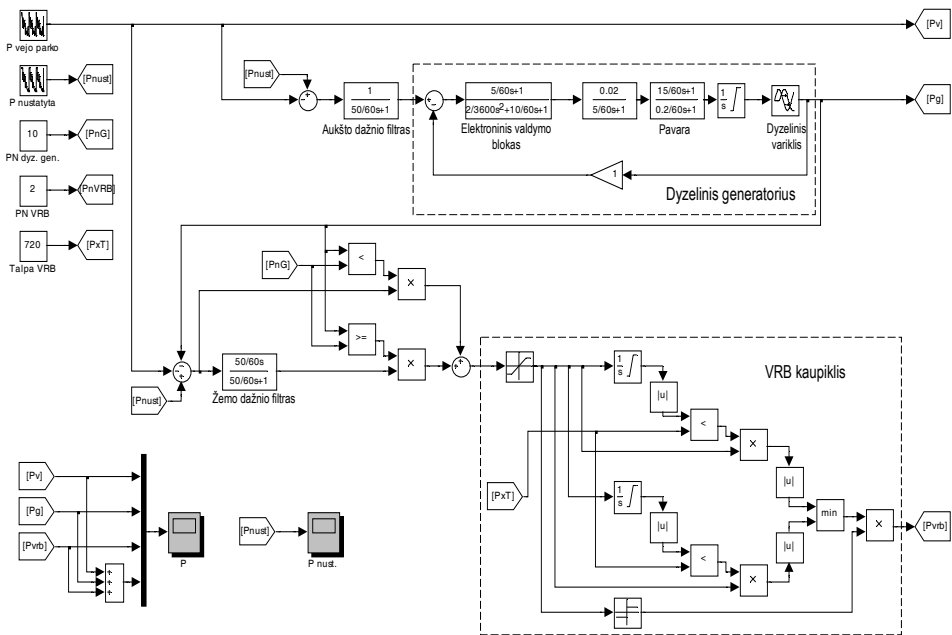 P vejo parko
[Pv]
[Pnust]
P nustatyta
[Pnust]
1
50/60s+1
Aukšto dažnio filtras
5/60s+1
2/3600s²+10/60s+1
Elektroninis valdymo
blokas
0.02
5/60s+1
15/60s+1
0.2/60s+1
Pavara
1
s
Dyzelinis
variklis
[Pg]
10
[PnG]
PN dyz. gen.
2
[PnVRB]
PN VRB
720
[PxT]
Talpa VRB
1
Dyzelinis generatorius
[PnG]
<
×
>=
×
50/60s
50/60s+1
Žemo dažnio filtras
[Pnust]
VRB kaupiklis
1
s
|u|
<
×
[PxT]
1
s
|u|
<
×
|u|
|u|
min
×
[Pvrb]
[Pv]
[Pg]
[Pvrb]
P
[Pnust]
P nust.